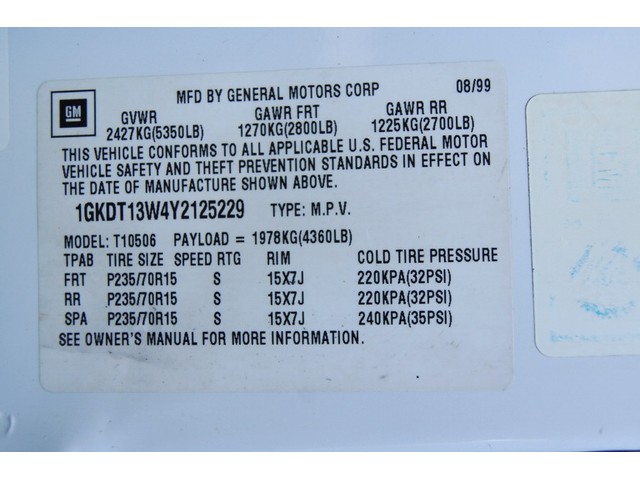 GM
MFD BY GENERAL MOTORS CORP 08/99
GVWR GAWR FRT GAWR RR
2427KG(5350LB) 1270KG(2800LB) 1225KG(2700LB)
THIS VEHICLE CONFORMS TO ALL APPLICABLE U.S. FEDERAL MOTOR
VEHICLE SAFETY AND THEFT PREVENTION STANDARDS IN EFFECT ON
THE DATE OF MANUFACTURE SHOWN ABOVE.
1GKDT13W4Y2125229 TYPE: M.P.V.
MODEL: T10506 PAYLOAD = 1978KG(4360LB)
TPAB TIRE SIZE SPEED RTG RIM COLD TIRE PRESSURE
FRT P235/70R15 S 15X7J 220KPA(32PSI)
RR P235/70R15 S 15X7J 220KPA(32PSI)
SPA P235/70R15 S 15X7J 240KPA(35PSI)
SEE OWNER'S MANUAL FOR MORE INFORMATION.